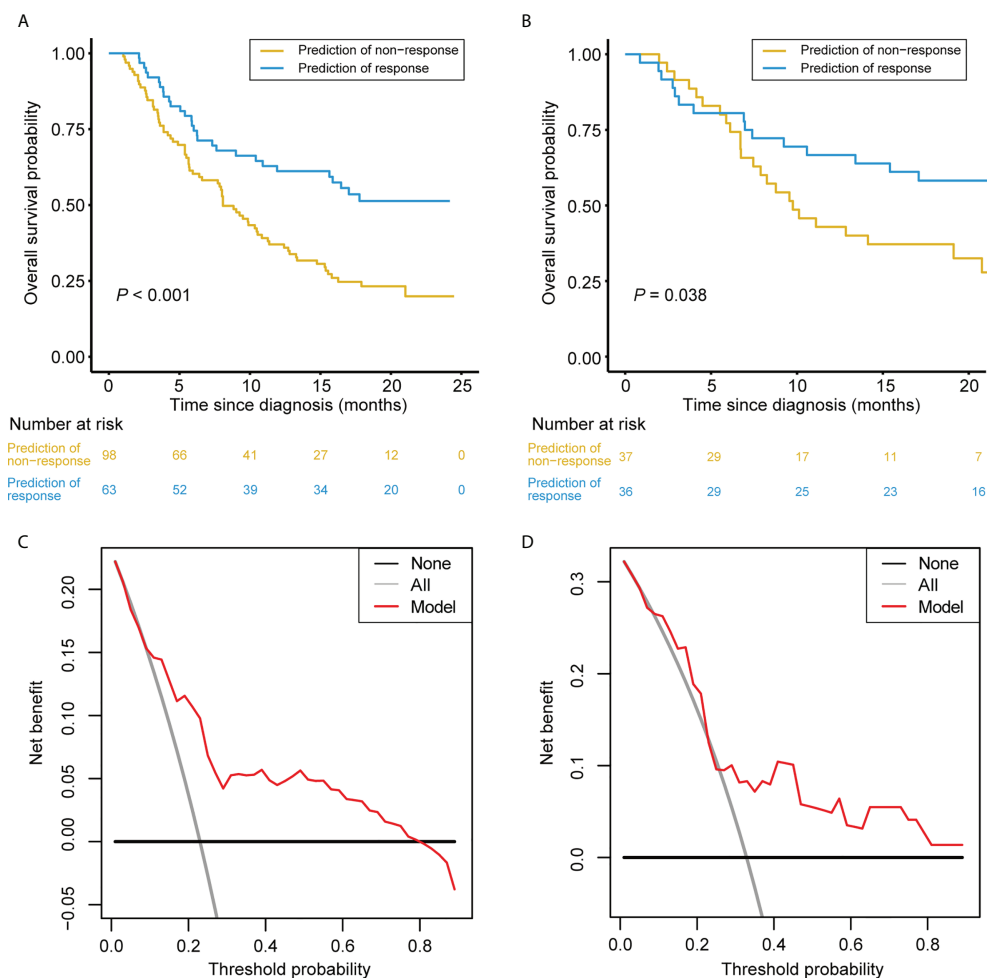 A
Overall survival probability
1.00
0.75
0.50
0.25
0.00
Prediction of non-response
Prediction of response
P < 0.001
0 5 10 15 20 25
Time since diagnosis (months)
Number at risk
Prediction of
non-response 98 66 41 27 12 0
Prediction of
response 63 52 39 34 20 0
B
Overall survival probability
1.00
0.75
0.50
0.25
0.00
Prediction of non-response
Prediction of response
P = 0.038
0 5 10 15 20
Time since diagnosis (months)
Number at risk
Prediction of
non-response 37 29 17 11 7
Prediction of
response 36 29 25 23 16
C
Net benefit
0.20
0.15
0.10
0.05
0.00
−0.05
None
All
Model
0.0 0.2 0.4 0.6 0.8
Threshold probability
D
Net benefit
0.3
0.2
0.1
0.0
None
All
Model
0.0 0.2 0.4 0.6 0.8
Threshold probability